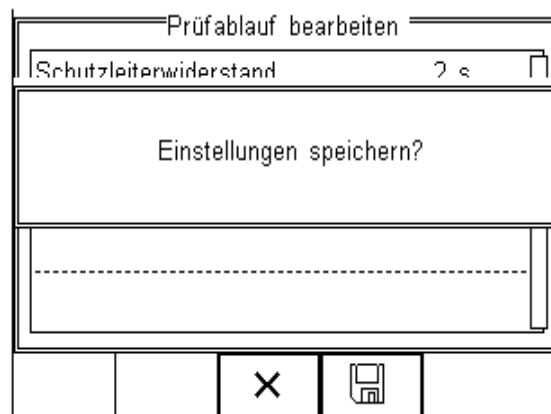 Prüfablauf bearbeiten
Schutzleiterwiderstand 2 s
Einstellungen speichern?